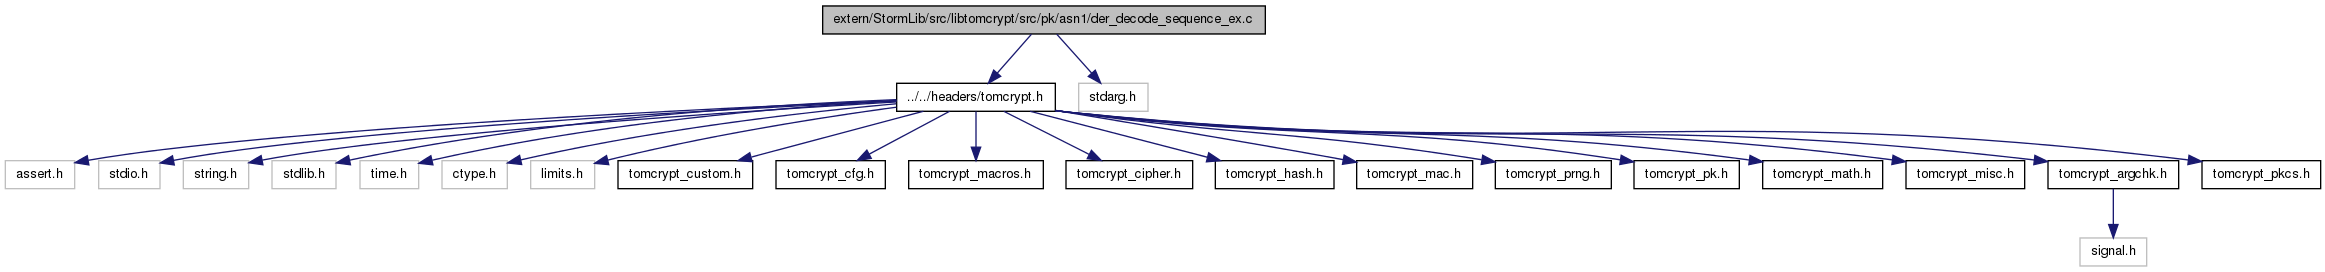 extern/StormLib/src/libtomcrypt/src/pk/asn1/der_decode_sequence_ex.c
../../headers/tomcrypt.h
stdarg.h
assert.h
stdio.h
string.h
stdlib.h
time.h
ctype.h
limits.h
tomcrypt_custom.h
tomcrypt_cfg.h
tomcrypt_macros.h
tomcrypt_cipher.h
tomcrypt_hash.h
tomcrypt_mac.h
tomcrypt_prng.h
tomcrypt_pk.h
tomcrypt_math.h
tomcrypt_misc.h
tomcrypt_argchk.h
tomcrypt_pkcs.h
signal.h